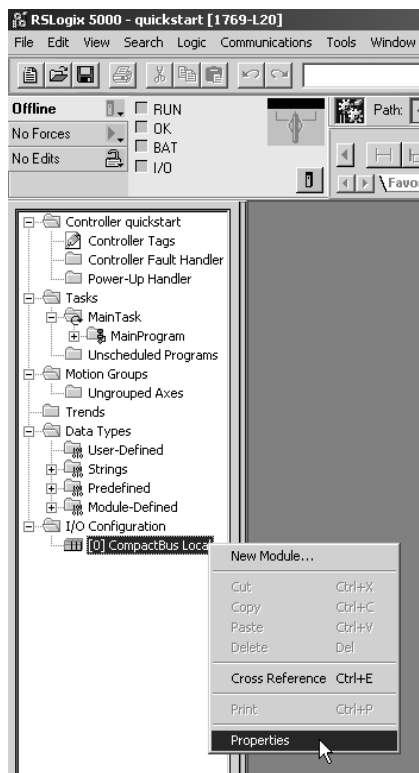 RSLogix 5000 - quickstart [1769-L20]
File Edit View Search Logic Communications Tools Window
Offline RUN Path:
No Forces OK
No Edits BAT
I/O
Favo
Controller quickstart
Controller Tags
Controller Fault Handler
Power-Up Handler
Tasks
MainTask
MainProgram
Unscheduled Programs
Motion Groups
Ungrouped Axes
Trends
Data Types
User-Defined
Strings
Predefined
Module-Defined
I/O Configuration
[0] CompactBus Local
New Module...
Cut Ctrl+X
Copy Ctrl+C
Paste Ctrl+V
Delete Del
Cross Reference Ctrl+E
Print Ctrl+P
Properties